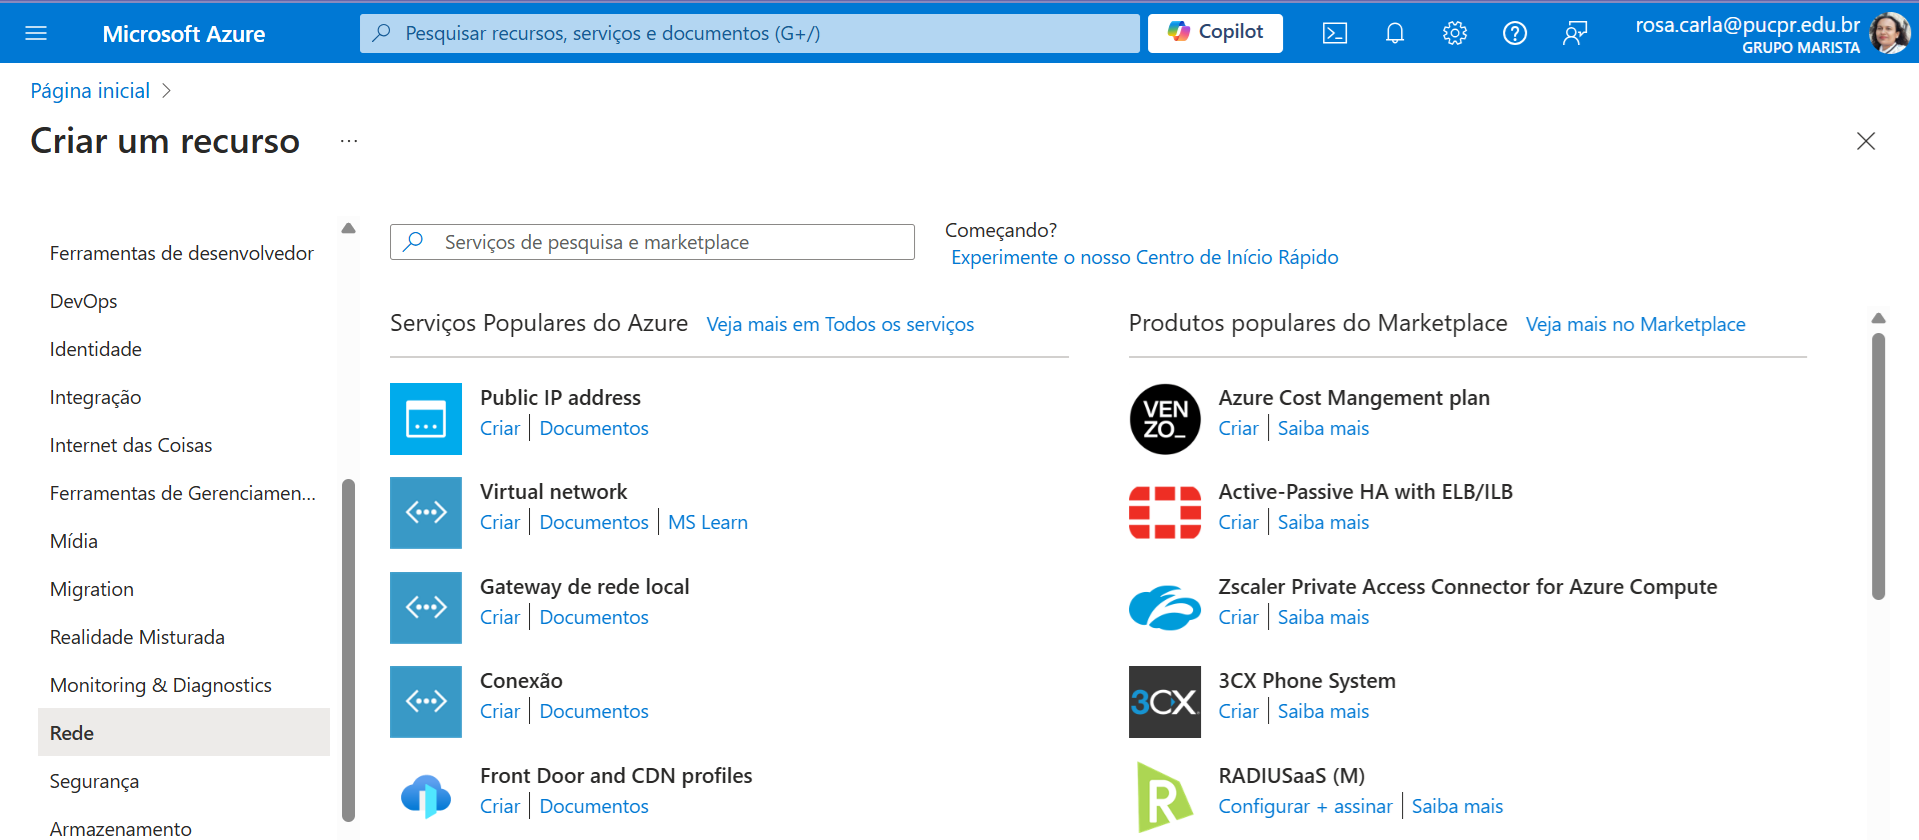 Microsoft Azure
Pesquisar recursos, serviços e documentos (G+/)
Copilot
rosa.carla@pucpr.edu.br
GRUPO MARISTA
Página inicial
Criar um recurso
Ferramentas de desenvolvedor
DevOps
Identidade
Integração
Internet das Coisas
Ferramentas de Gerenciamen...
Mídia
Migration
Realidade Misturada
Monitoring & Diagnostics
Rede
Segurança
Armazenamento
Serviços de pesquisa e marketplace
Começando?
Experimente o nosso Centro de Início Rápido
Serviços Populares do Azure Veja mais em Todos os serviços
Public IP address
Criar Documentos
Virtual network
Criar Documentos MS Learn
Gateway de rede local
Criar Documentos
Conexão
Criar Documentos
Front Door and CDN profiles
Criar Documentos
Produtos populares do Marketplace Veja mais no Marketplace
VEN
ZO_
Azure Cost Mangement plan
Criar Saiba mais
Active-Passive HA with ELB/ILB
Criar Saiba mais
Zscaler Private Access Connector for Azure Compute
Criar Saiba mais
3CX
3CX Phone System
Criar Saiba mais
R
RADIUSaaS (M)
Configurar + assinar Saiba mais